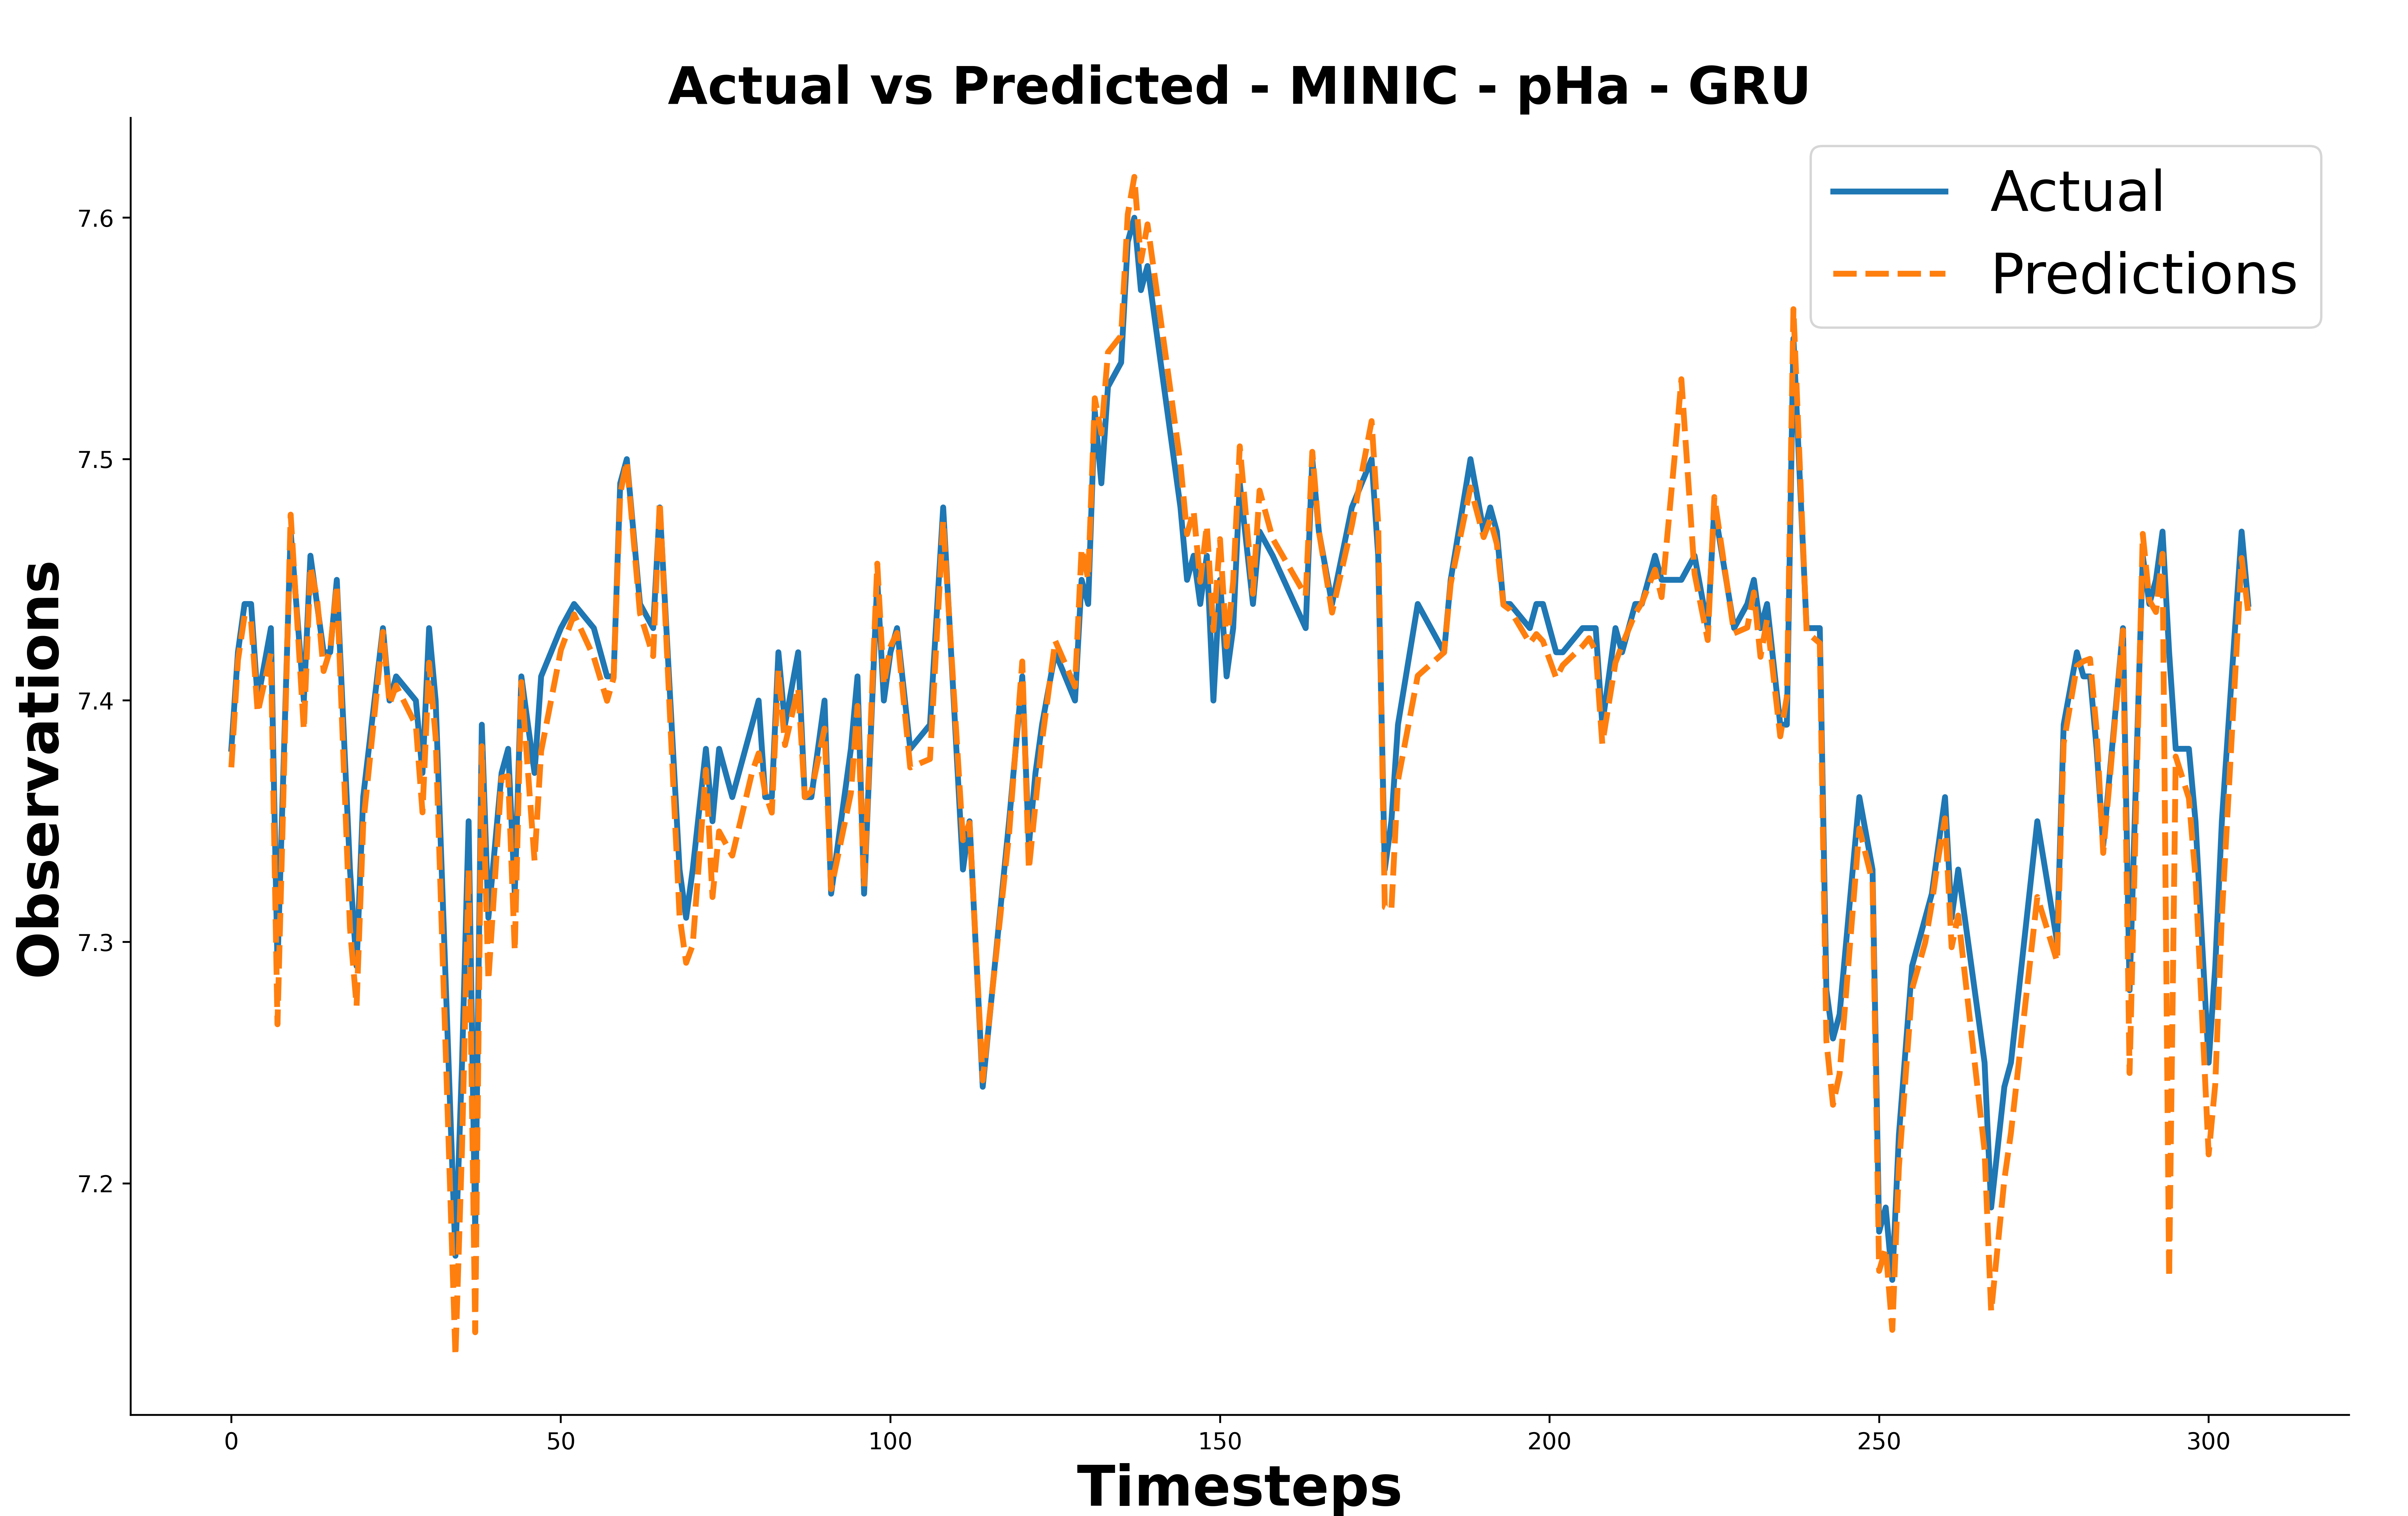 Actual vs Predicted - MINIC - pHa - GRU
Actual
Predictions
Observations
7.6
7.5
7.4
7.3
7.2
0 50 100 150 200 250 300
Timesteps